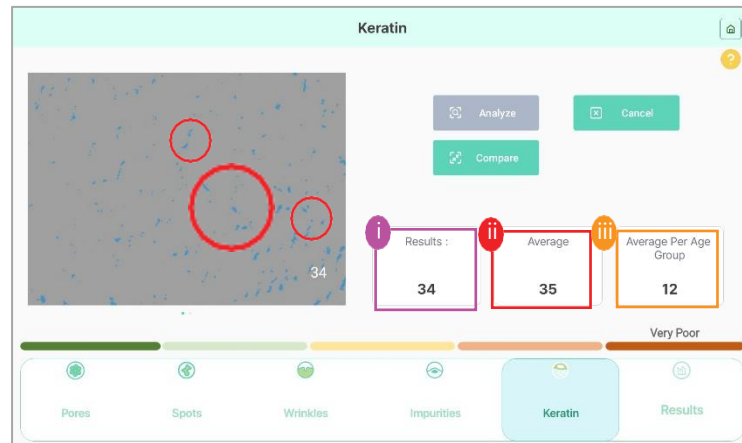 Keratin
?
Analyze
Cancel
Compare
i
Results :
34
ii
Average
35
iii
Average Per Age
Group
12
34
Very Poor
Pores
Spots
Wrinkles
Impurities
Keratin
Results